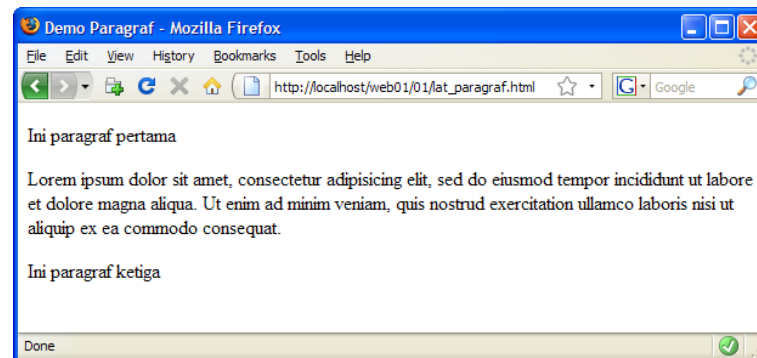 Demo Paragraf - Mozilla Firefox
File Edit View History Bookmarks Tools Help
http://localhost/web01/01/lat_paragraf.html G Google
Ini paragraf pertama
Lorem ipsum dolor sit amet, consectetur adipisicing elit, sed do eiusmod tempor incididunt ut labore
et dolore magna aliqua. Ut enim ad minim veniam, quis nostrud exercitation ullamco laboris nisi ut
aliquip ex ea commodo consequat.
Ini paragraf ketiga
Done